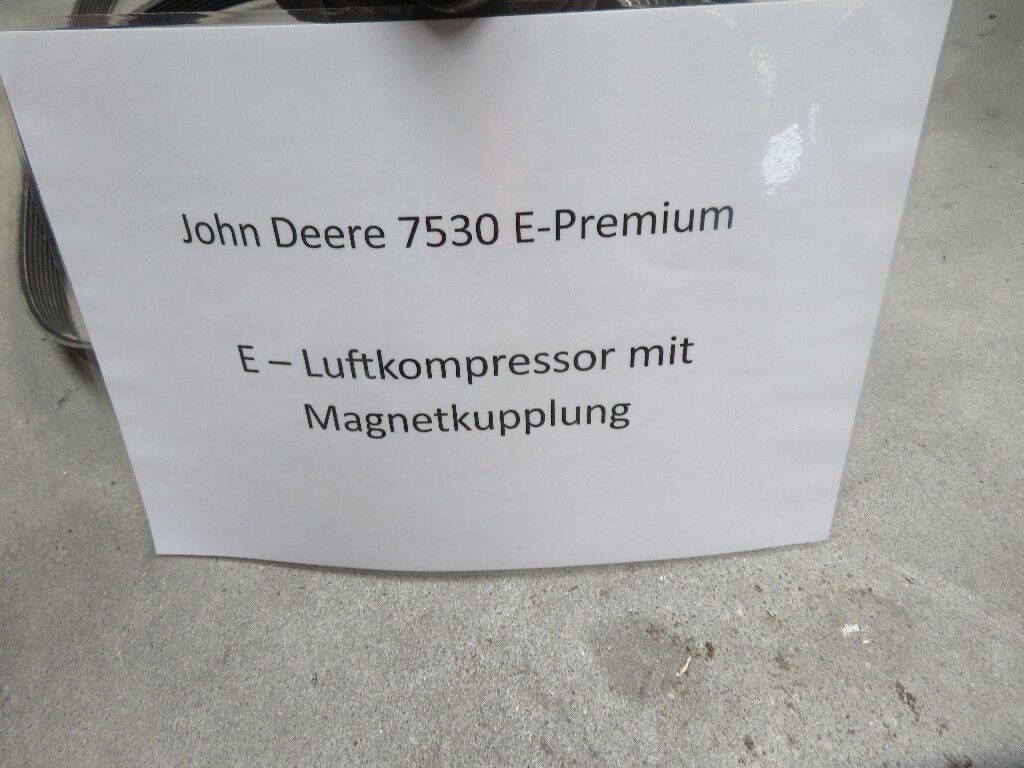 John Deere 7530 E-Premium
E – Luftkompressor mit
Magnetkupplung